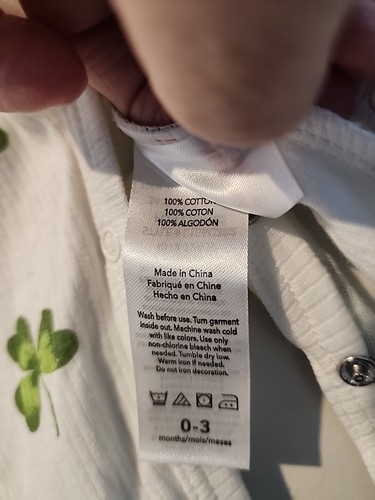 100% COTTON
100% COTON
100% ALGODÓN
Made in China
Fabriqué en Chine
Hecho en China
Wash before use. Turn garment
inside out. Machine wash cold
with like colors. Use only
non-chlorine bleach when
needed. Tumble dry low.
Warm iron if needed.
Do not iron decoration.
0-3
months/mois/meses